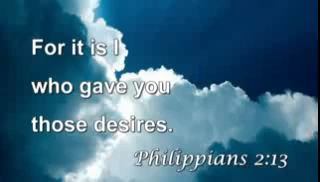 For it is I
who gave you
those desires.
Philippians 2:13